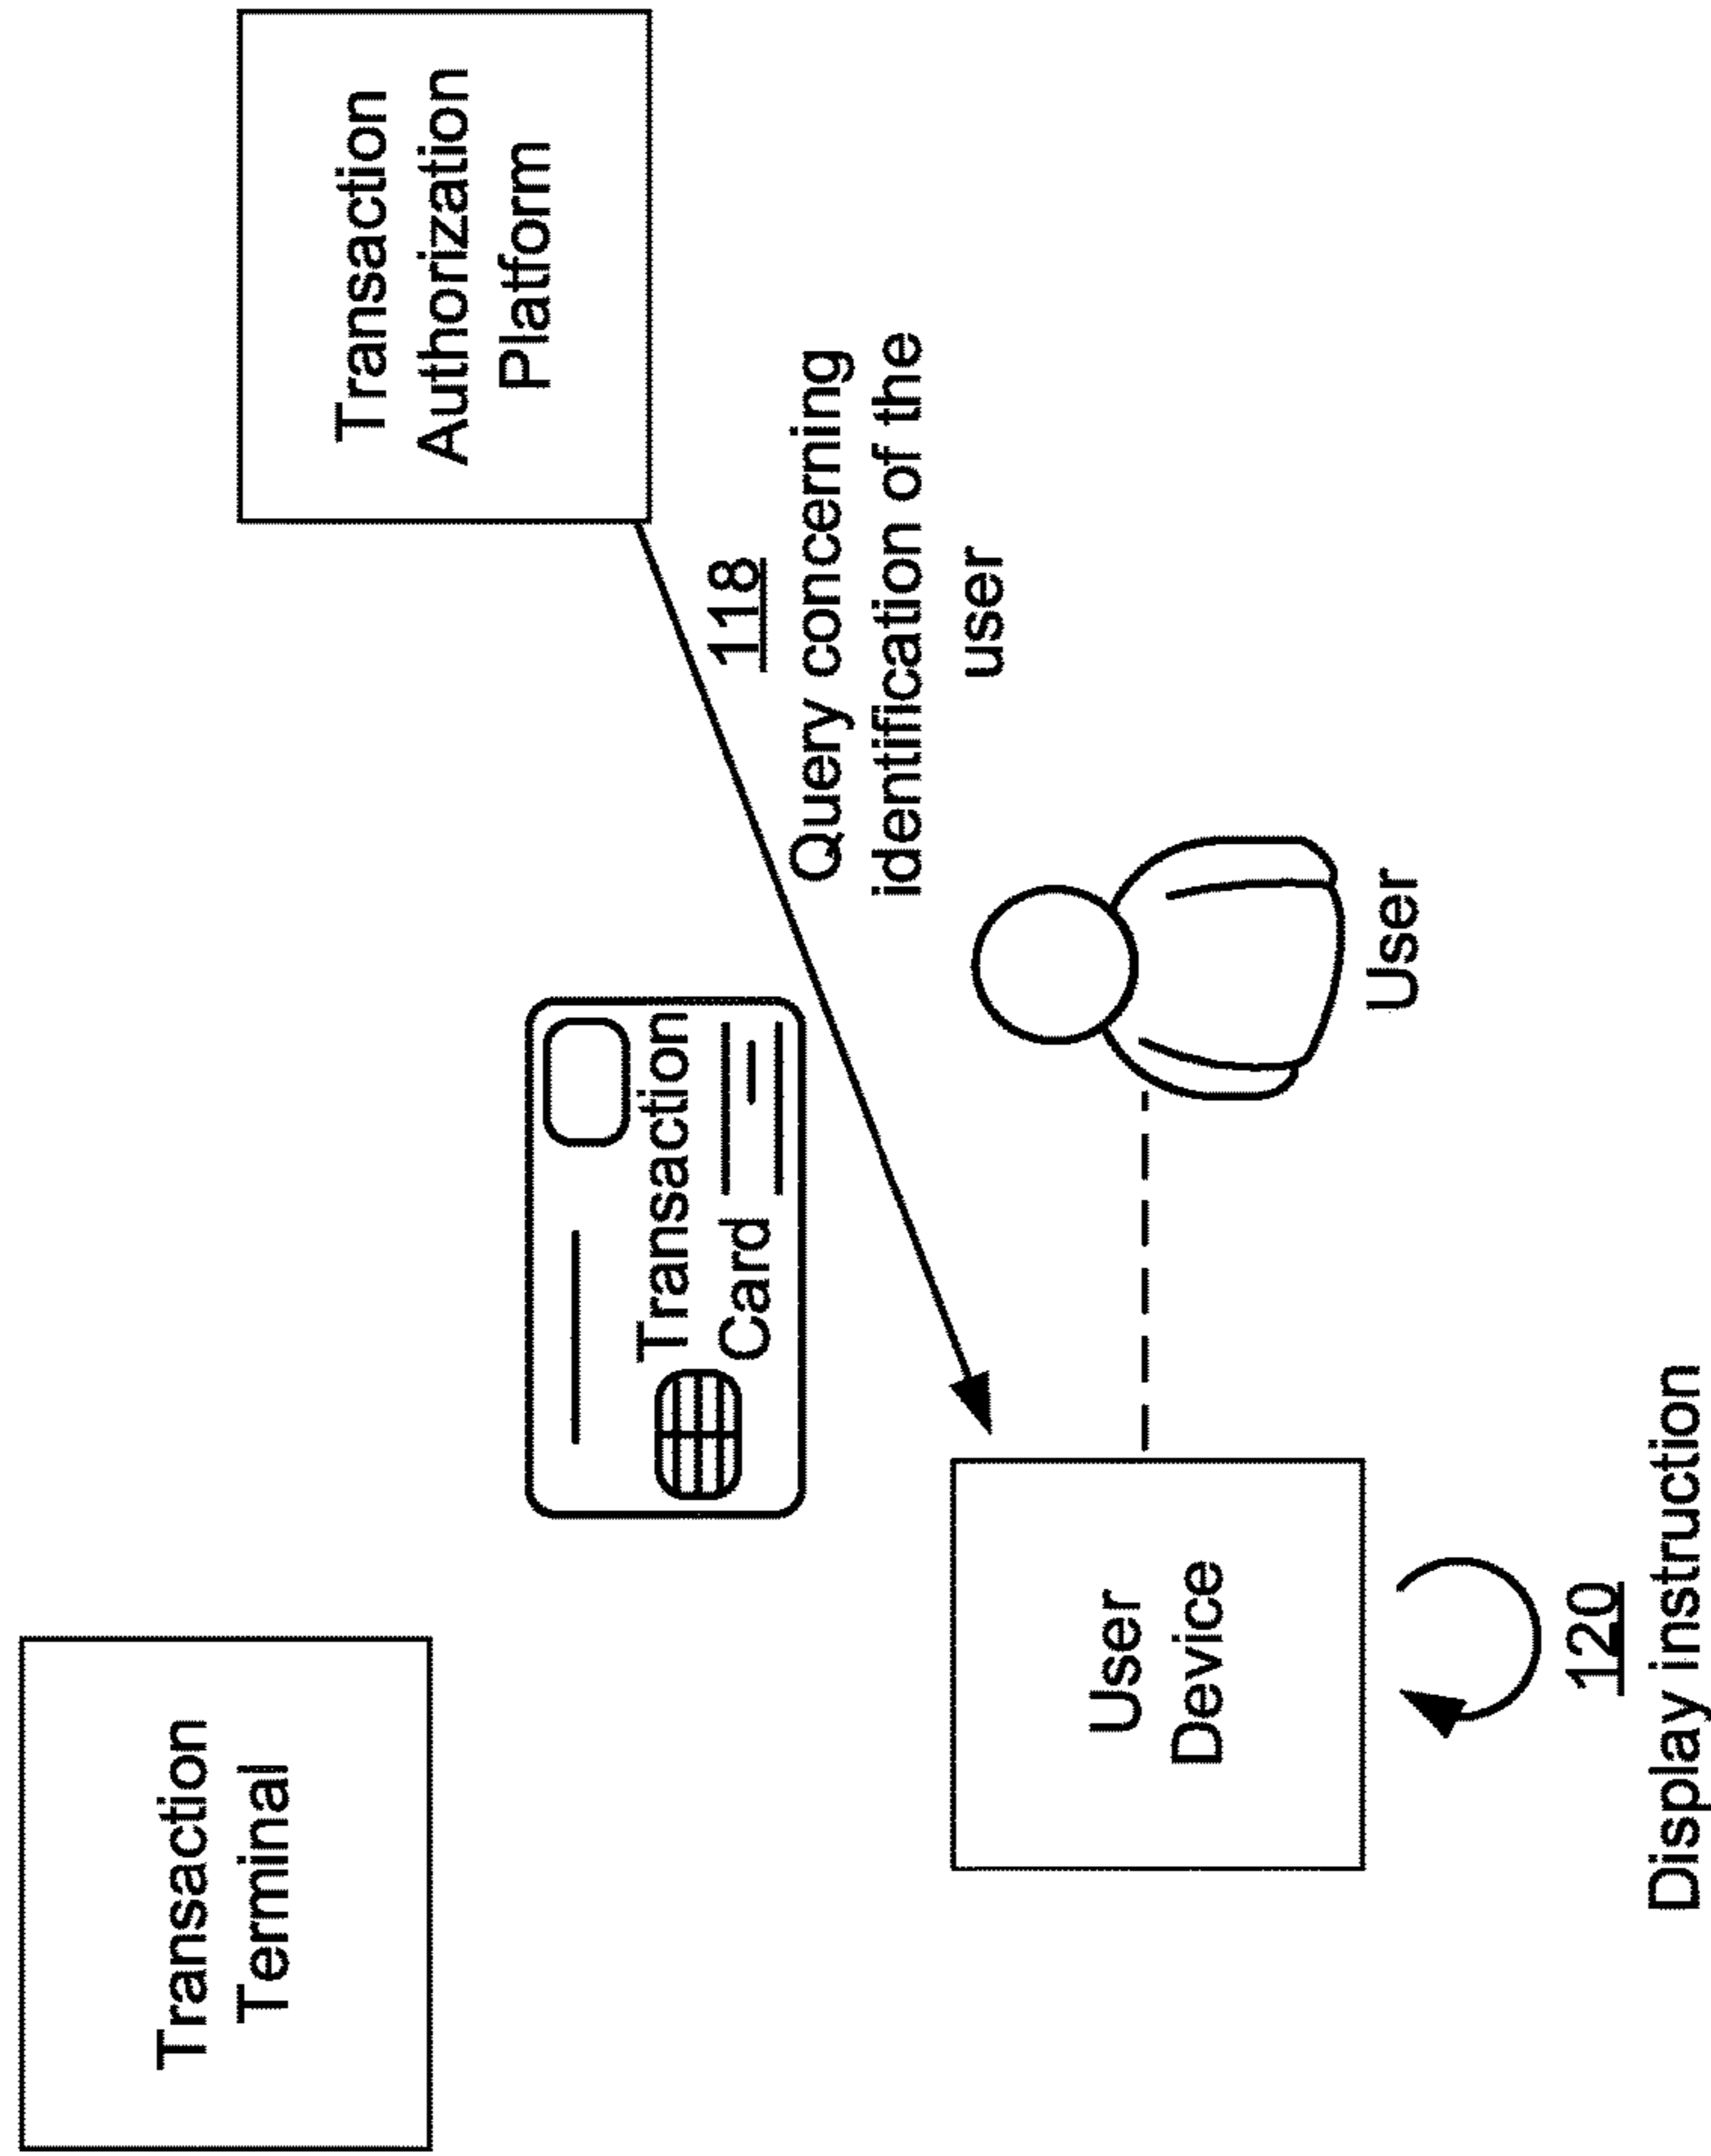 Transaction
Terminal
Transaction
Authorization
Platform
Transaction
Card
118
Query concerning
identification of the
user
User
Device
User
120
Display instruction